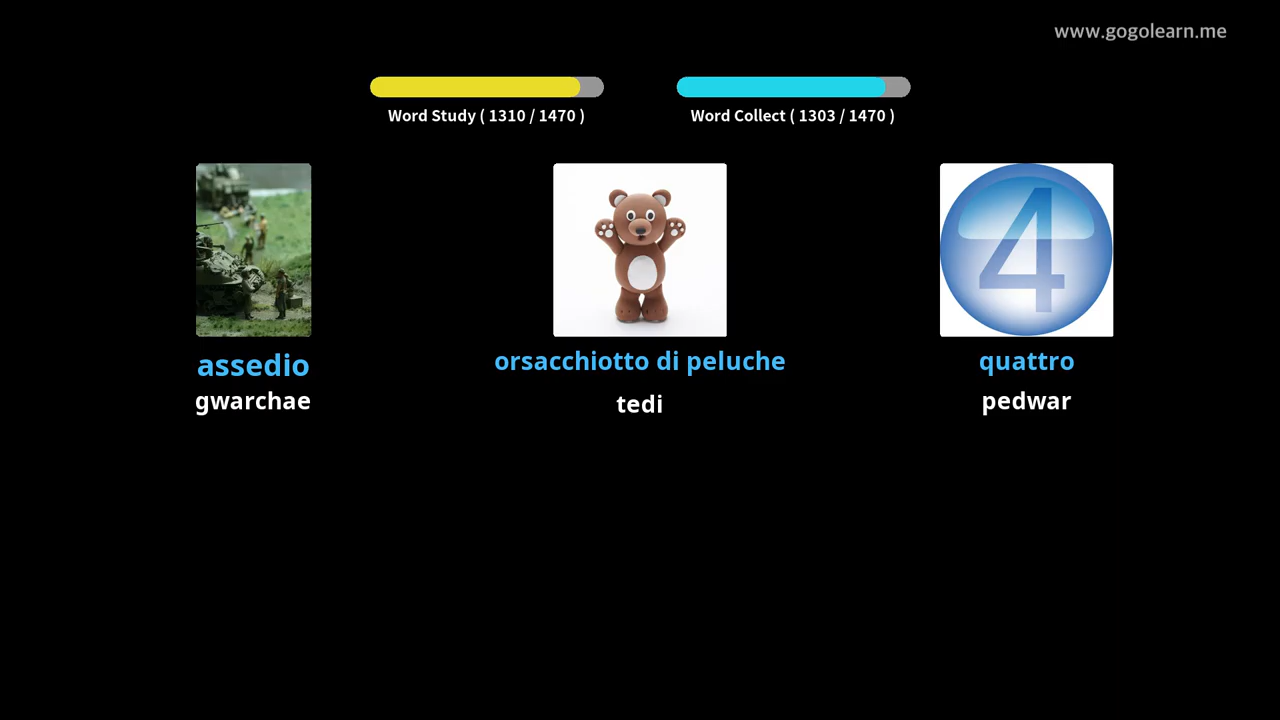 www.gogolearn.me
Word Study ( 1310 / 1470 )
Word Collect ( 1303 / 1470 )
4
assedio
orsacchiotto di peluche
quattro
gwarchae
tedi
pedwar